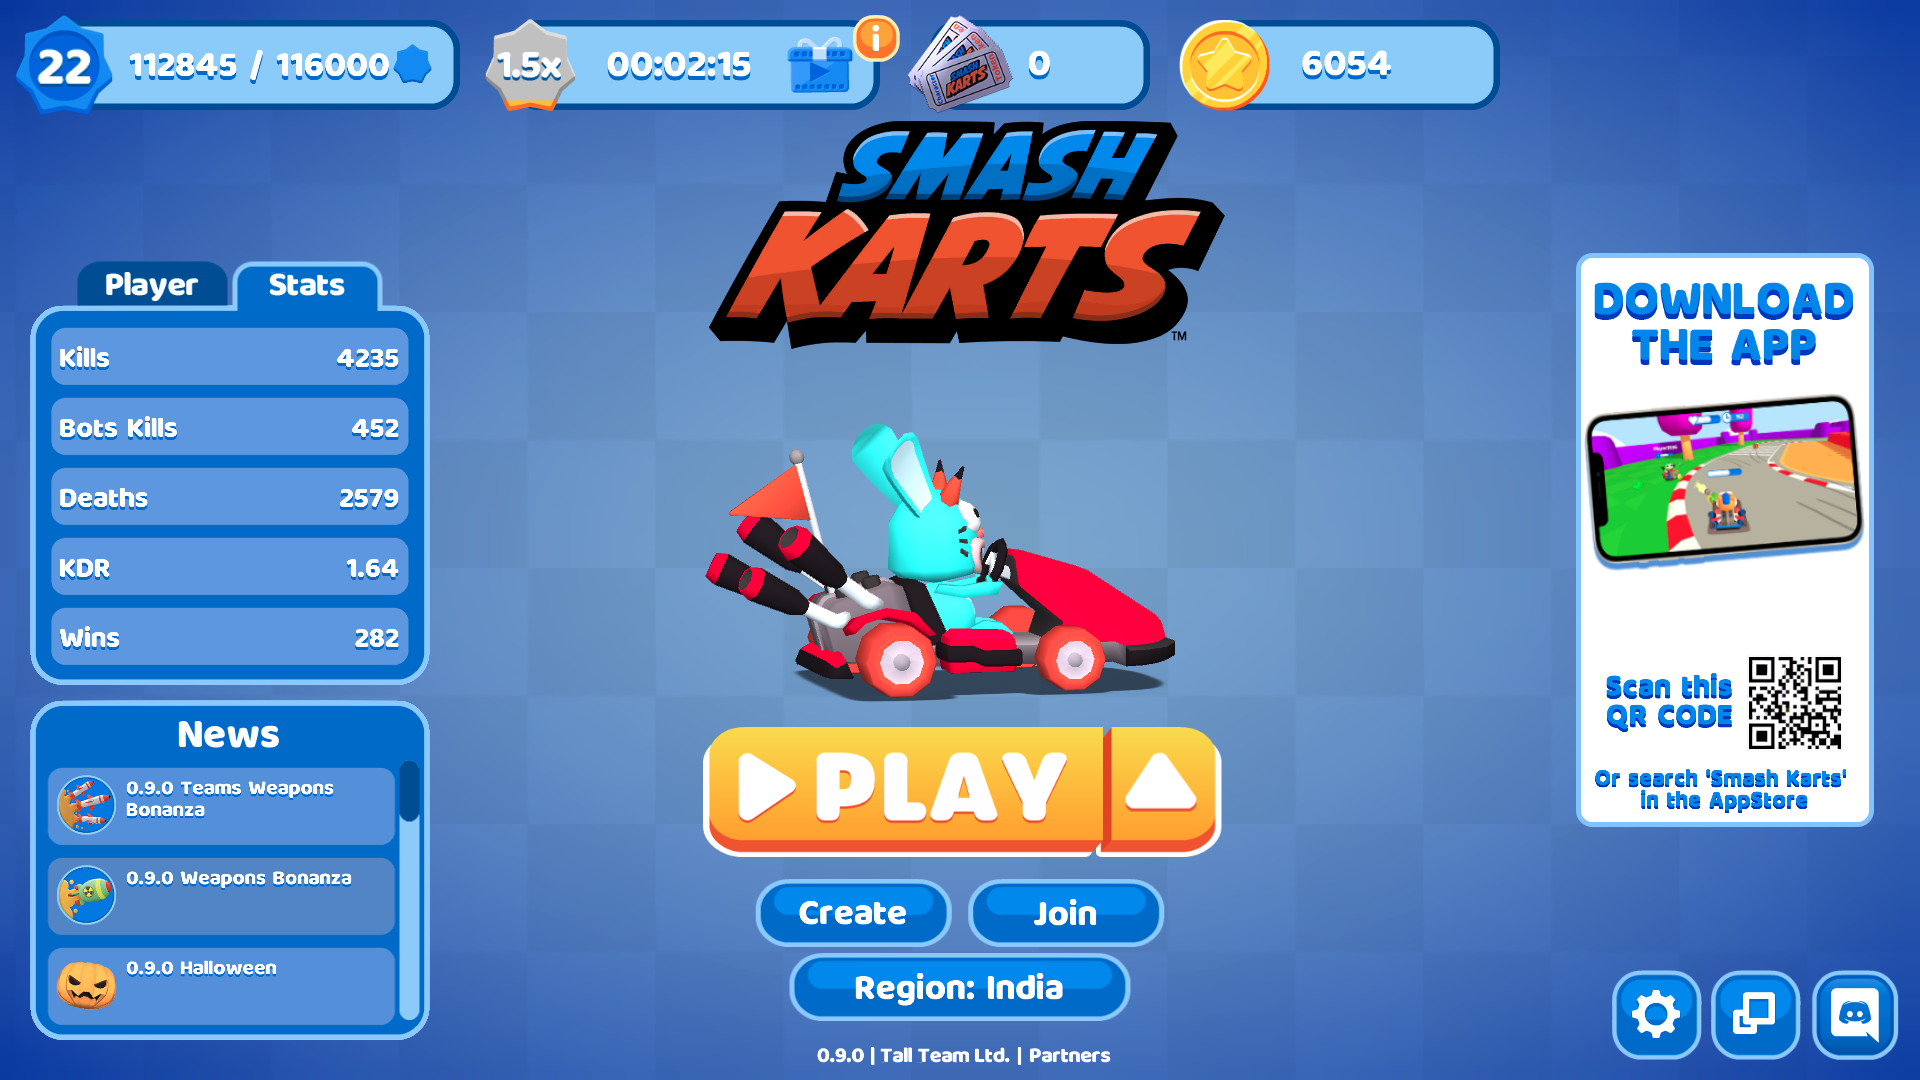 22
112845 / 116000
1.5x
00:02:15
i
SMASH KARTS
0
6054
SMASH
KARTS
TM
Player
Stats
Kills 4235
Bots Kills 452
Deaths 2579
KDR 1.64
Wins 282
News
0.9.0 Teams Weapons
Bonanza
0.9.0 Weapons Bonanza
0.9.0 Halloween
PLAY
Create
Join
Region: India
0.9.0 | Tall Team Ltd. | Partners
DOWNLOAD
THE APP
Scan this
QR CODE
Or search 'Smash Karts'
in the AppStore